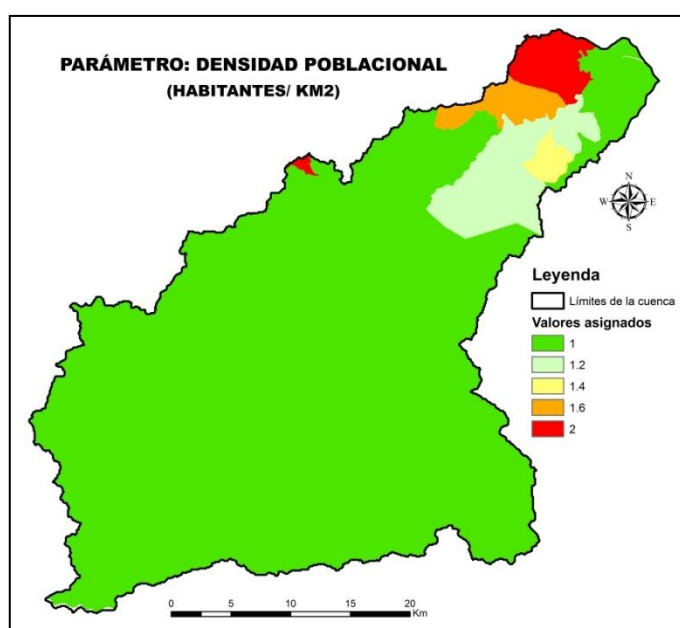 PARÁMETRO: DENSIDAD POBLACIONAL
(HABITANTES/ KM2)
N
W E
S
Leyenda
Límites de la cuenca
Valores asignados
1
1.2
1.4
1.6
2
0 5 10 15 20
Km